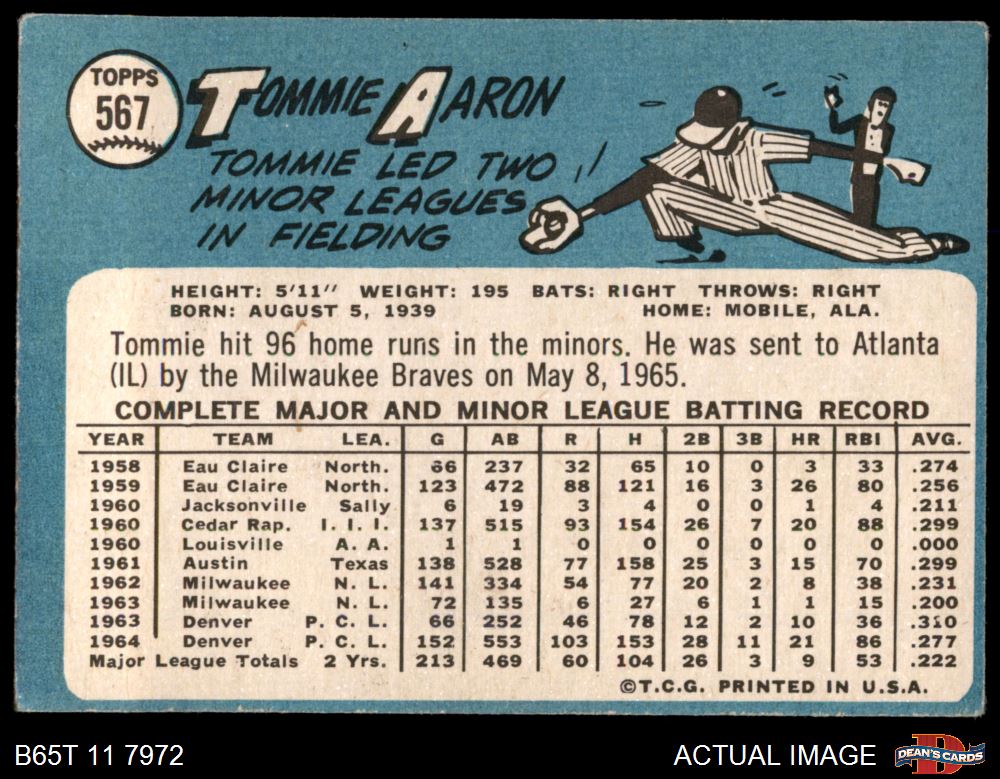 TOPPS
567
TOMMIE AARON
TOMMIE LED TWO
MINOR LEAGUES
IN FIELDING
HEIGHT: 5'11" WEIGHT: 195 BATS: RIGHT THROWS: RIGHT
BORN: AUGUST 5, 1939 HOME: MOBILE, ALA.
Tommie hit 96 home runs in the minors. He was sent to Atlanta
(IL) by the Milwaukee Braves on May 8, 1965.
COMPLETE MAJOR AND MINOR LEAGUE BATTING RECORD
YEAR TEAM LEA. G AB R H 2B 3B HR RBI AVG.
1958 Eau Claire North. 66 237 32 65 10 0 3 33 .274
1959 Eau Claire North. 123 472 88 121 16 3 26 80 .256
1960 Jacksonville Sally 6 19 3 4 0 0 1 4 .211
1960 Cedar Rap. I. I. I. 137 515 93 154 26 7 20 88 .299
1960 Louisville A. A. 1 1 0 0 0 0 0 0 .000
1961 Austin Texas 138 528 77 158 25 3 15 70 .299
1962 Milwaukee N. L. 141 334 54 77 20 2 8 38 .231
1963 Milwaukee N. L. 72 135 6 27 6 1 1 15 .200
1963 Denver P. C. L. 66 252 46 78 12 2 10 36 .310
1964 Denver P. C. L. 152 553 103 153 28 11 21 86 .277
Major League Totals 2 Yrs. 213 469 60 104 26 3 9 53 .222
©T.C.G. PRINTED IN U.S.A.
B65T 11 7972 ACTUAL IMAGE
DEAN'S CARDS